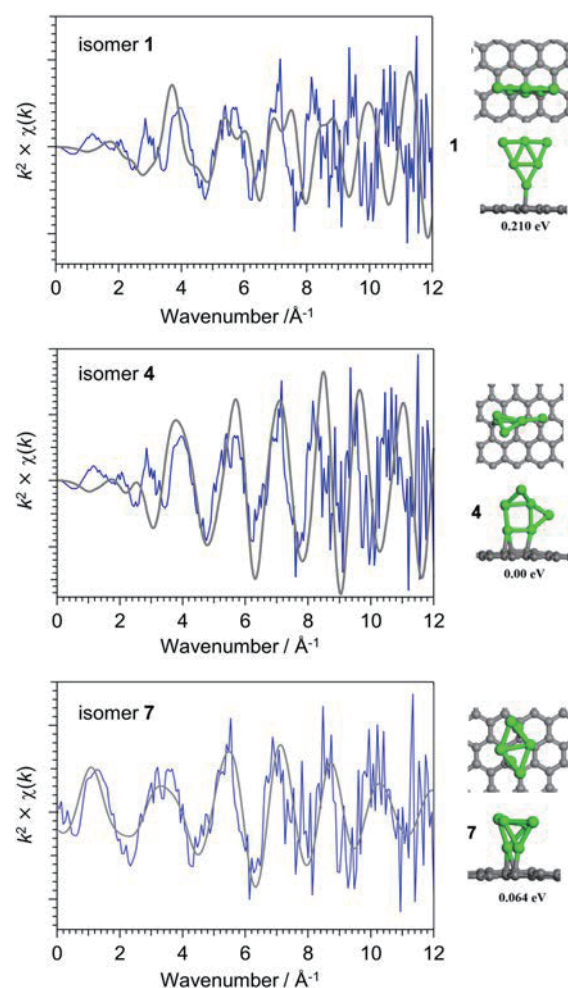 isomer 1
k² × χ(k)
0 2 4 6 8 10 12
Wavenumber /Å⁻¹
1
0.210 eV
isomer 4
k² × χ(k)
0 2 4 6 8 10 12
Wavenumber / Å⁻¹
4
0.00 eV
isomer 7
k² × χ(k)
0 2 4 6 8 10 12
Wavenumber / Å⁻¹
7
0.064 eV